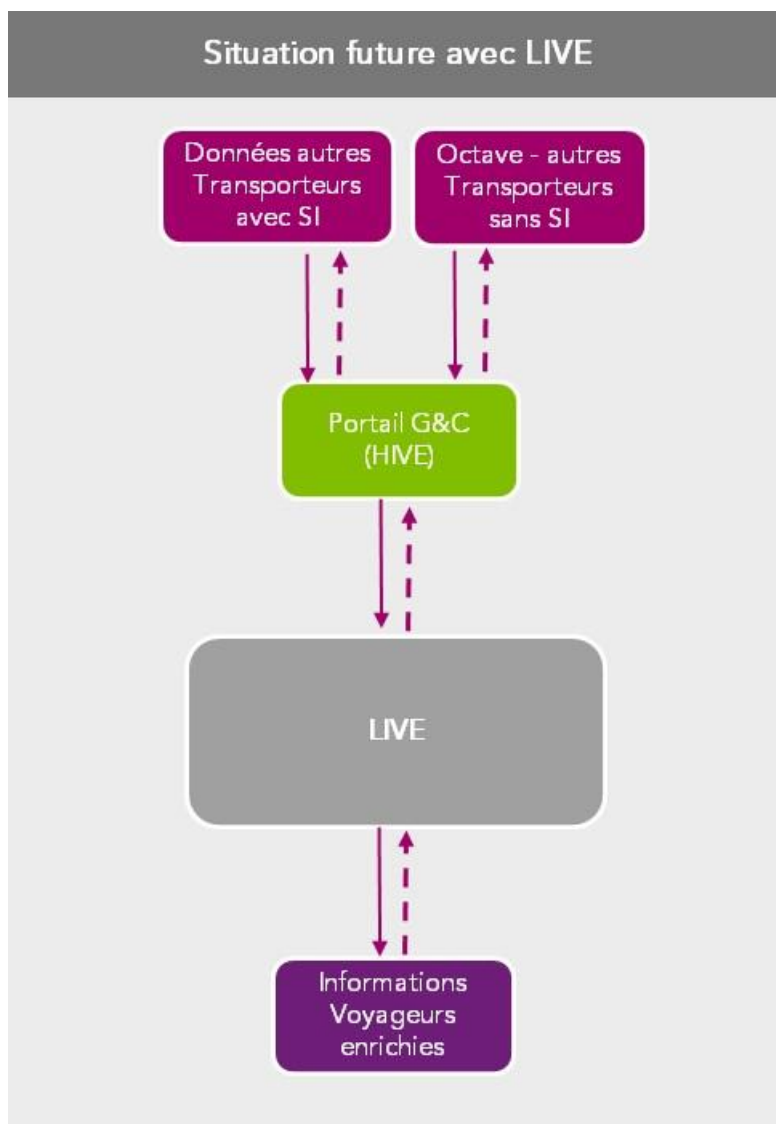 Situation future avec LIVE
Données autres
Transporteurs
avec SI
Octave - autres
Transporteurs
sans SI
Portail G&C
(HIVE)
LIVE
Informations
Voyageurs
enrichies